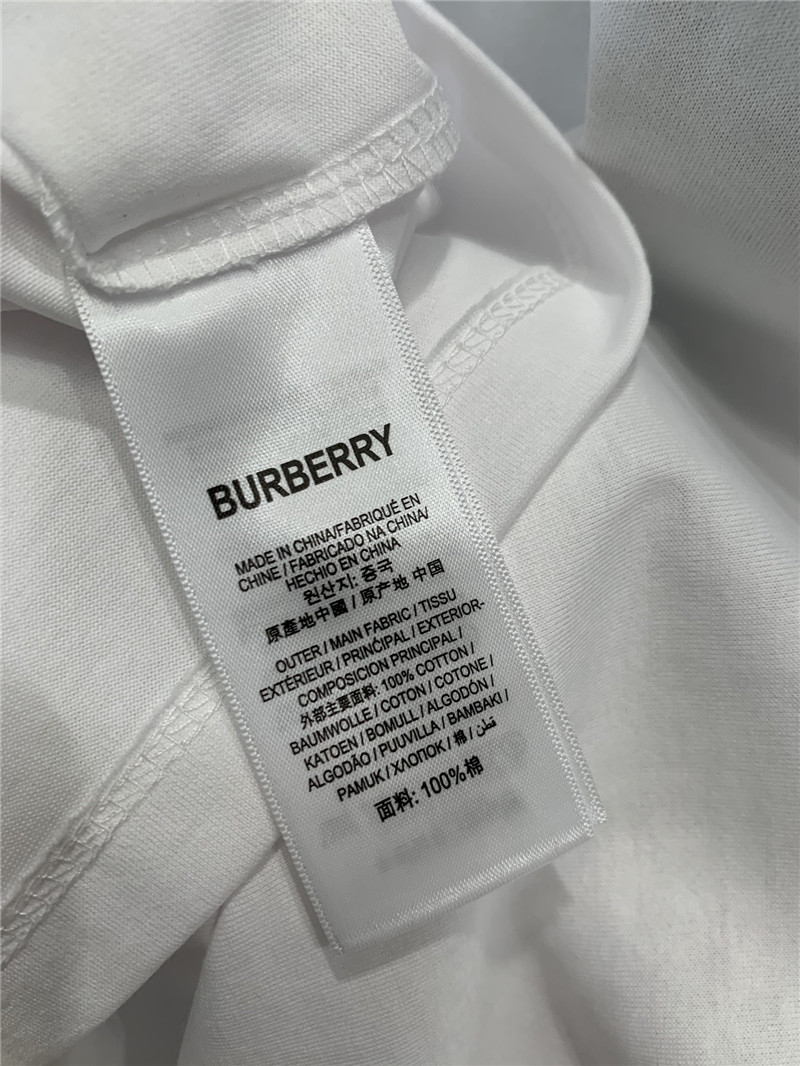 BURBERRY
MADE IN CHINA/FABRIQUÉ EN
CHINE / FABRICADO NA CHINA/
HECHO EN CHINA
원산지: 중국
原產地中國 / 原产地 中国
OUTER / MAIN FABRIC / TISSU
EXTÉRIEUR / PRINCIPAL / EXTERIOR-
COMPOSICION PRINCIPAL /
外部主要面料: 100% COTTON /
BAUMWOLLE / COTON / COTONE /
KATOEN / BOMULL / ALGODÓN /
ALGODÃO / PUUVILLA / BAMBAKI /
PAMUK / ХЛОПОК / 棉 / قطن
面料: 100%棉